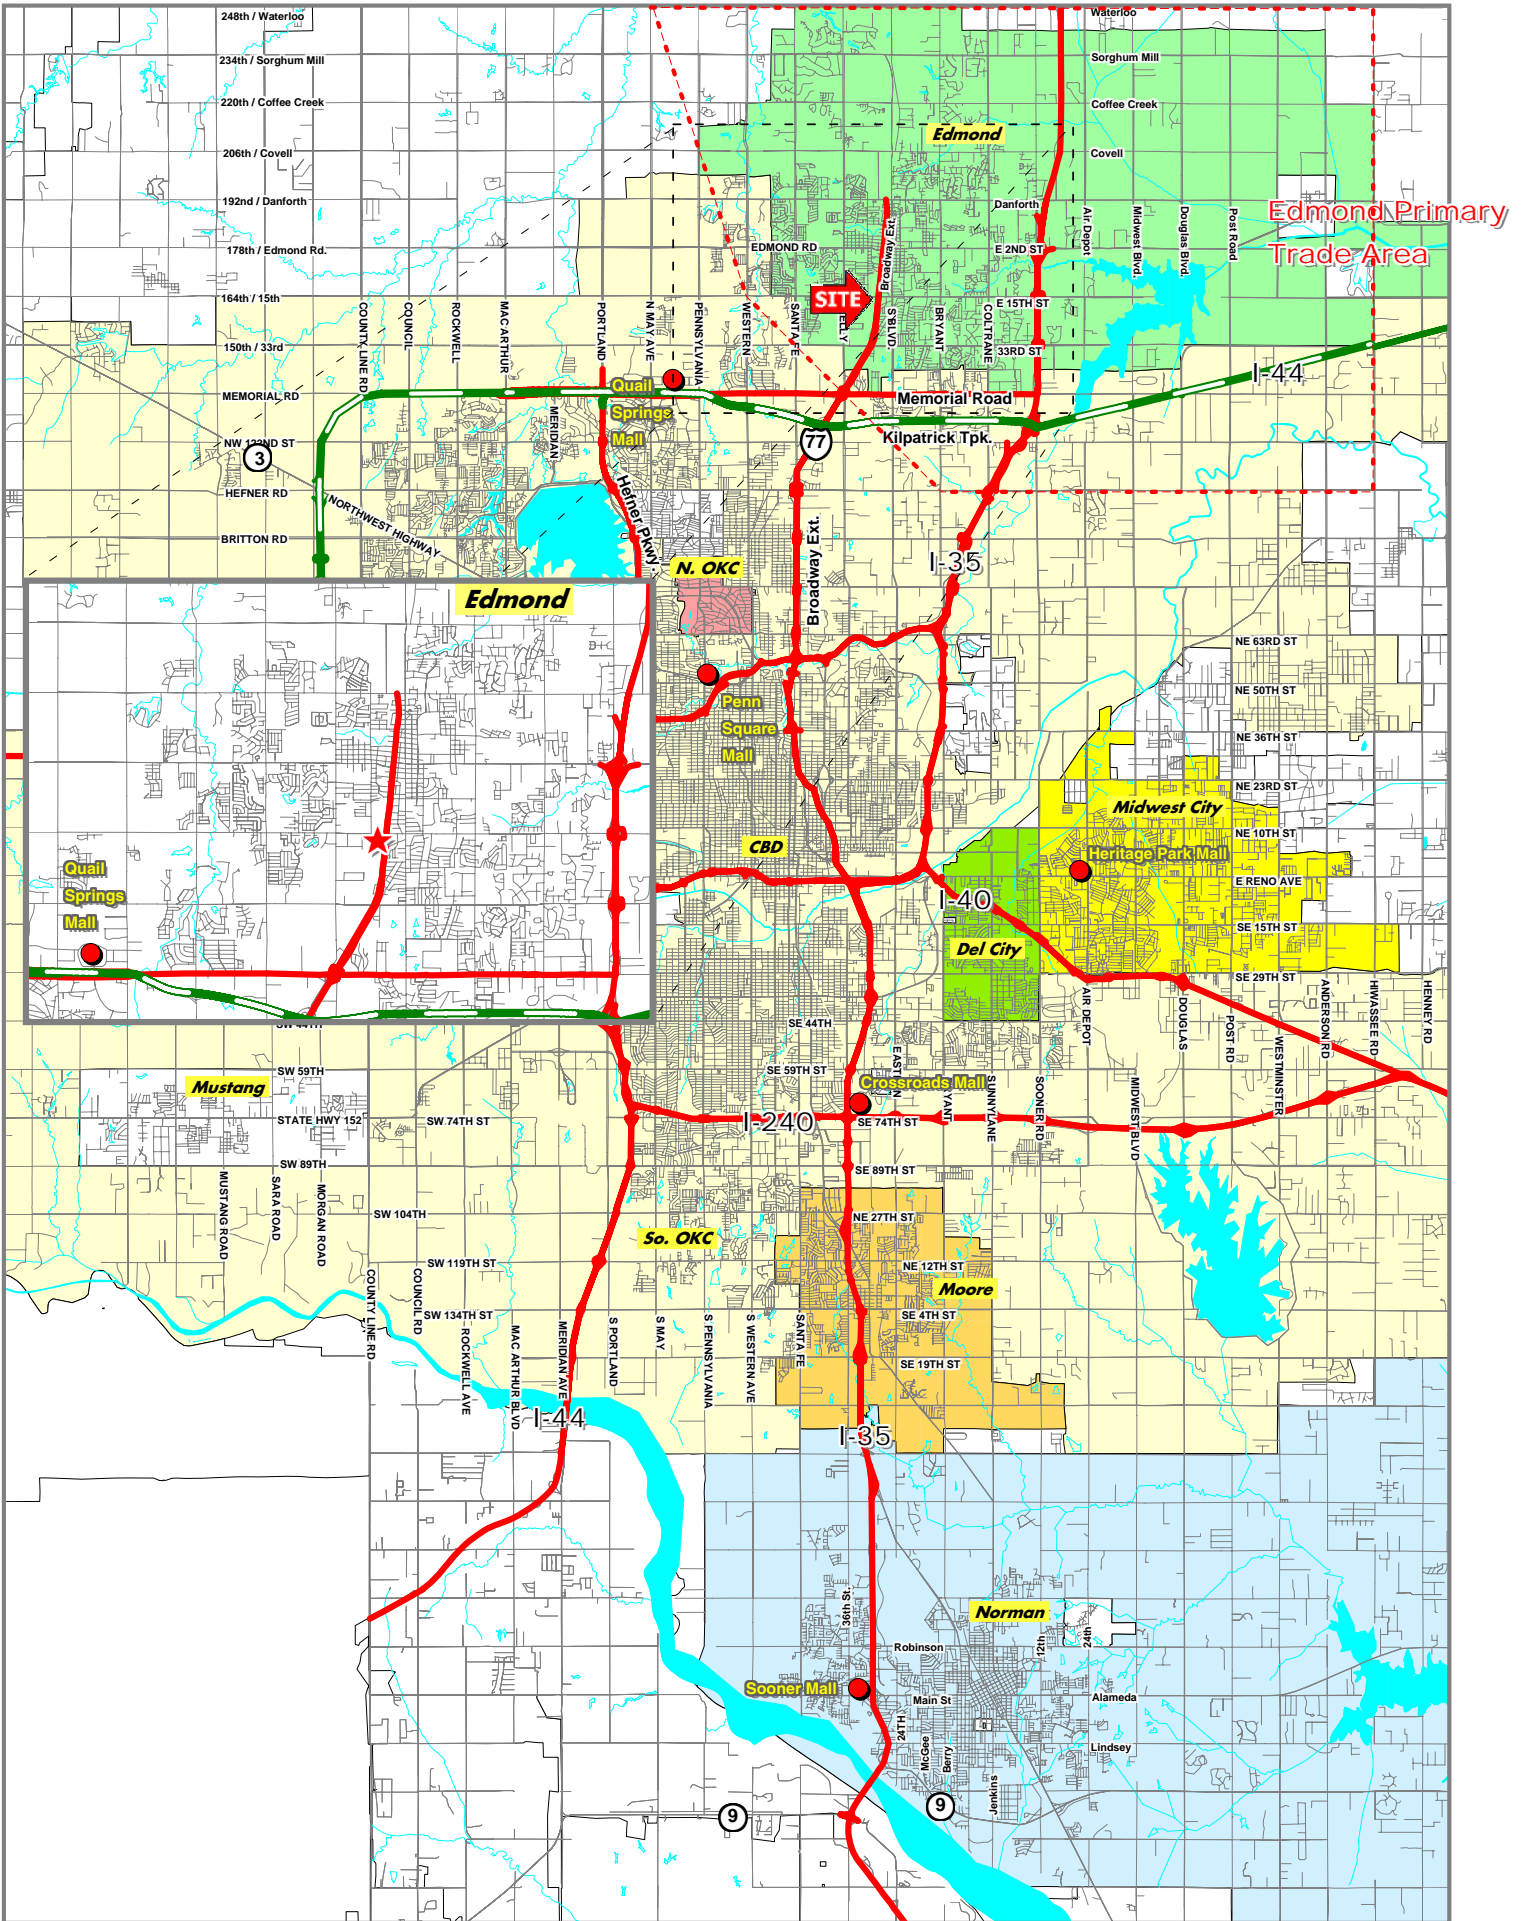 248th / Waterloo
Waterloo
234th / Sorghum Mill
Sorghum Mill
220th / Coffee Creek
Coffee Creek
Edmond
206th / Covell
Covell
192nd / Danforth
Danforth
Air Depot
Midwest Blvd.
Douglas Blvd.
Post Road
Edmond Primary
Trade Area
178th / Edmond Rd.
EDMOND RD
Broadway Ext.
E 2ND ST
164th / 15th
SITE
E 15TH ST
COUNTY LINE RD
COUNCIL
ROCKWELL
MAC ARTHUR
PORTLAND
N MAY AVE
PENNSYLVANIA
WESTERN
SANTA FE
S BLVD.
BRYANT
COLTRANE
150th / 33rd
33RD ST
I-44
MEMORIAL RD
Quail
Springs
Mall
Memorial Road
MERIDIAN
Kilpatrick Tpk.
77
NW 122ND ST
3
HEFNER RD
NORTHWEST HIGHWAY
Hefner Pkwy.
BRITTON RD
Broadway Ext.
I-35
N. OKC
Edmond
NE 63RD ST
NE 50TH ST
Penn
Square
Mall
NE 36TH ST
NE 23RD ST
Midwest City
NE 10TH ST
CBD
Heritage Park Mall
Quail
Springs
Mall
E RENO AVE
I-40
SE 15TH ST
Del City
SE 29TH ST
AIR DEPOT
DOUGLAS
POST RD
WESTMINSTER
ANDERSON RD
HIWASSEE RD
HENNEY RD
SW 44TH
SE 44TH
SW 59TH
SE 59TH ST
EASTERN
Mustang
Crossroads Mall
BRYANT
SUNNYLANE
SOONER RD
MIDWEST BLVD
STATE HWY 152
SW 74TH ST
I-240
SE 74TH ST
SW 89TH
SE 89TH ST
MUSTANG ROAD
SARA ROAD
MORGAN ROAD
SW 104TH
NE 27TH ST
So. OKC
SW 119TH ST
NE 12TH ST
Moore
COUNTY LINE RD
COUNCIL RD
SW 134TH ST
SE 4TH ST
ROCKWELL AVE
MAC ARTHUR BLVD
MERIDIAN AVE
S PORTLAND
S MAY
S PENNSYLVANIA
S WESTERN AVE
SANTA FE
SE 19TH ST
I-44
I-35
36th St.
Norman
12th
24th
Robinson
Sooner Mall
Main St
Alameda
24TH
McGee
Berry
Lindsey
Jenkins
9
9